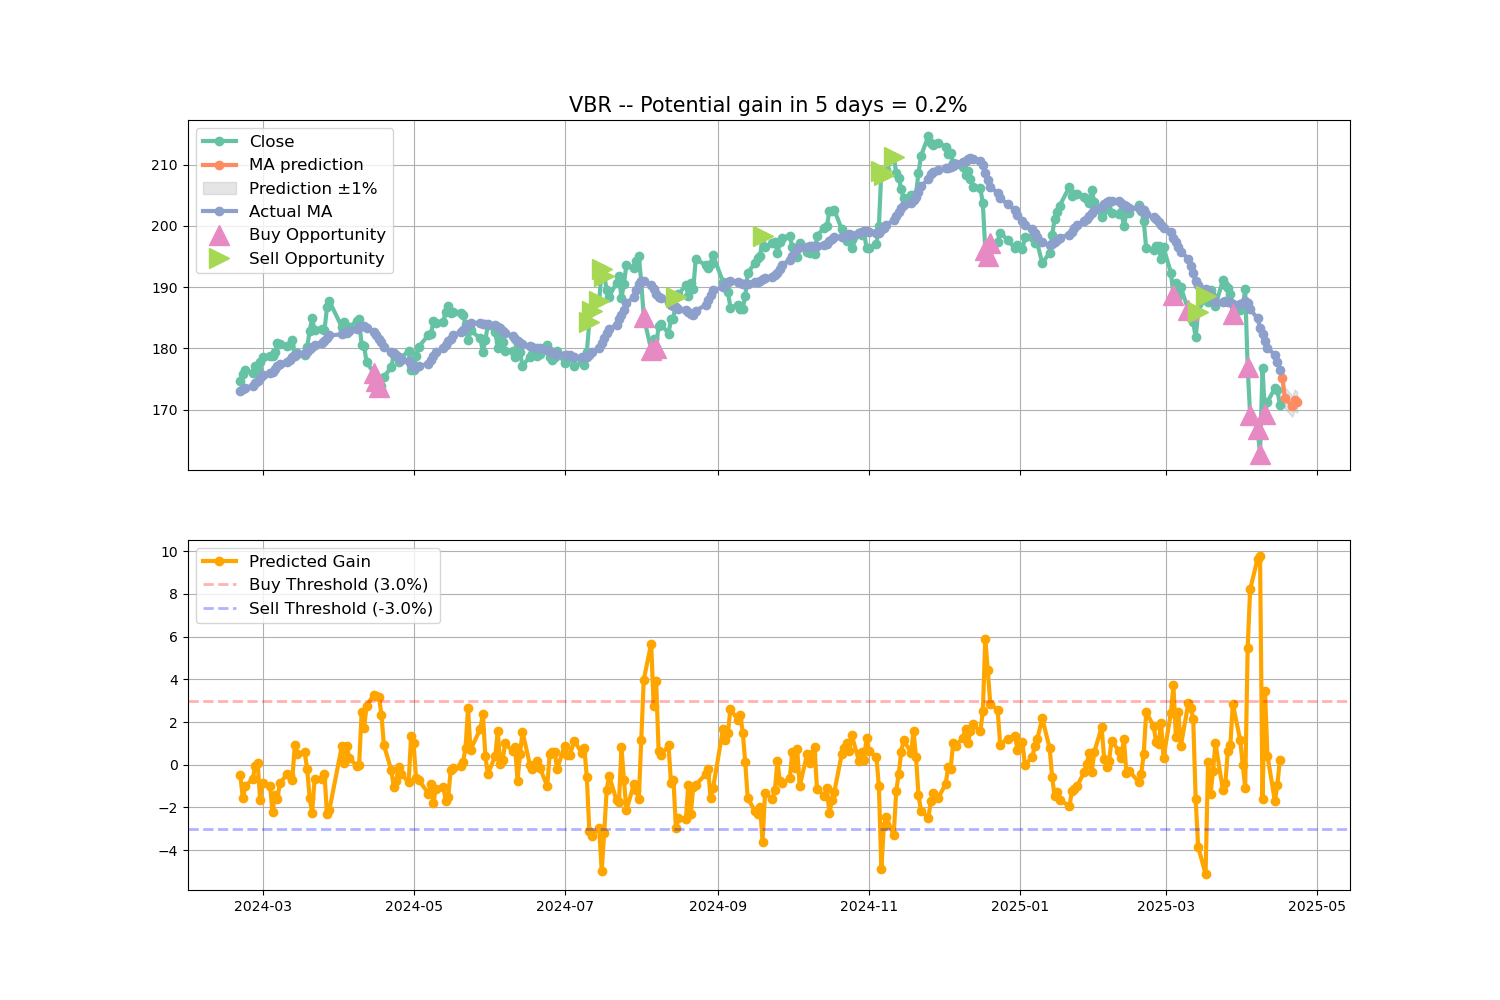 VBR -- Potential gain in 5 days = 0.2%
Close
MA prediction
Prediction ±1%
Actual MA
Buy Opportunity
Sell Opportunity
210
200
190
180
170
Predicted Gain
Buy Threshold (3.0%)
Sell Threshold (-3.0%)
10
8
6
4
2
0
−2
−4
2024-03
2024-05
2024-07
2024-09
2024-11
2025-01
2025-03
2025-05